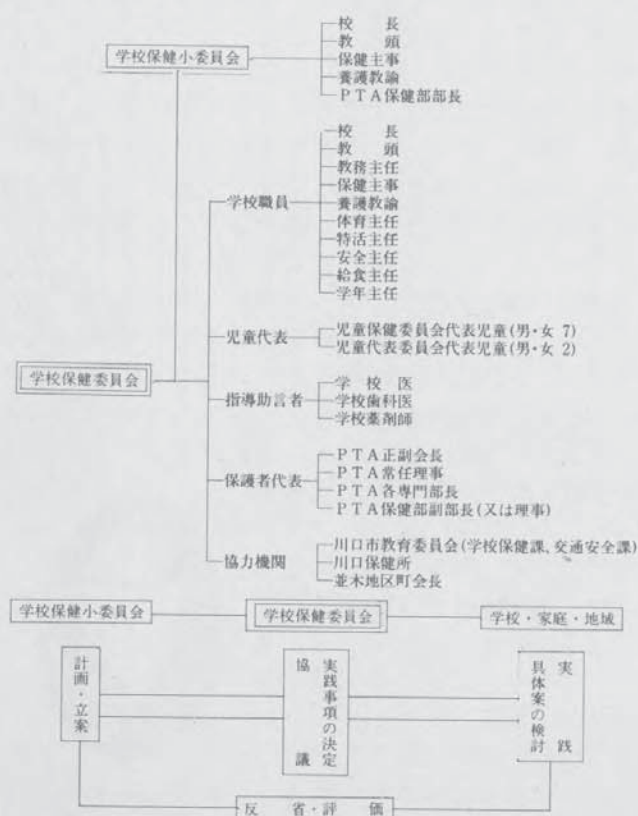 学校保健小委員会
校長
教頭
保健主事
養護教諭
PTA保健部部長
学校保健委員会
学校職員
校長
教頭
教務主任
保健主事
養護教諭
体育主任
特活主任
安全主任
給食主任
学年主任
児童代表
児童保健委員会代表児童(男・女 7)
児童代表委員会代表児童(男・女 2)
指導助言者
学校医
学校歯科医
学校薬剤師
保護者代表
PTA正副会長
PTA常任理事
PTA各専門部長
PTA保健部副部長(又は理事)
協力機関
川口市教育委員会(学校保健課、交通安全課)
川口保健所
並木地区町会長
学校保健小委員会
学校保健委員会
学校・家庭・地域
計画・立案
実践事項の決定
協議
実践
具体案の検討
反省・評価